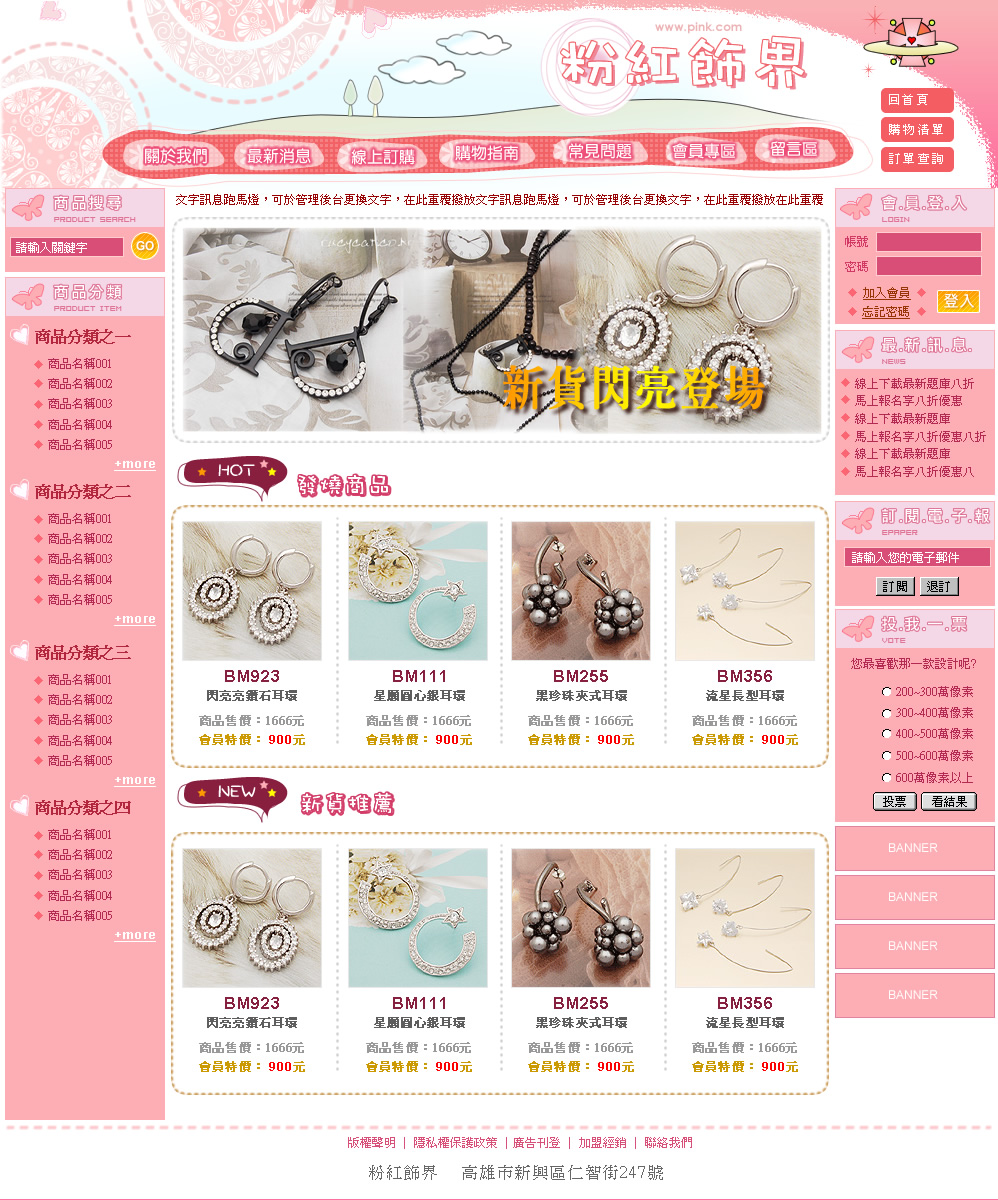 www.pink.com
粉紅飾界
回首頁
購物清單
訂單查詢
關於我們
最新消息
線上訂購
購物指南
常見問題
會員專區
留言區
商品搜尋
PRODUCT SEARCH
請輸入關鍵字
GO
商品分類
PRODUCT ITEM
商品分類之一
商品名稱001
商品名稱002
商品名稱003
商品名稱004
商品名稱005
+more
商品分類之二
商品名稱001
商品名稱002
商品名稱003
商品名稱004
商品名稱005
+more
商品分類之三
商品名稱001
商品名稱002
商品名稱003
商品名稱004
商品名稱005
+more
商品分類之四
商品名稱001
商品名稱002
商品名稱003
商品名稱004
商品名稱005
+more
文字訊息跑馬燈，可於管理後台更換文字，在此重覆撥放文字訊息跑馬燈，可於管理後台更換文字，在此重覆撥放在此重覆
新貨閃亮登場
HOT
發燒商品
BM923
閃亮亮鑽石耳環
商品售價：1666元
會員特價： 900元
BM111
星願圓心銀耳環
商品售價：1666元
會員特價： 900元
BM255
黑珍珠夾式耳環
商品售價：1666元
會員特價： 900元
BM356
流星長型耳環
商品售價：1666元
會員特價： 900元
NEW
新貨推薦
BM923
閃亮亮鑽石耳環
商品售價：1666元
會員特價： 900元
BM111
星願圓心銀耳環
商品售價：1666元
會員特價： 900元
BM255
黑珍珠夾式耳環
商品售價：1666元
會員特價： 900元
BM356
流星長型耳環
商品售價：1666元
會員特價： 900元
會.員.登.入
LOGIN
帳號
密碼
加入會員
忘記密碼
登入
最.新.訊.息.
NEWS
線上下載最新題庫八折
馬上報名享八折優惠
線上下載最新題庫
馬上報名享八折優惠八折
線上下載最新題庫
馬上報名享八折優惠八
訂.閱.電.子.報
EPAPER
請輸入您的電子郵件
訂閱 退訂
投.我.一.票
VOTE
您最喜歡那一款設計呢?
200~300萬像素
300~400萬像素
400~500萬像素
500~600萬像素
600萬像素以上
投票 看結果
BANNER
BANNER
BANNER
BANNER
版權聲明 | 隱私權保護政策 | 廣告刊登 | 加盟經銷 | 聯絡我們
粉紅飾界 高雄市新興區仁智街247號